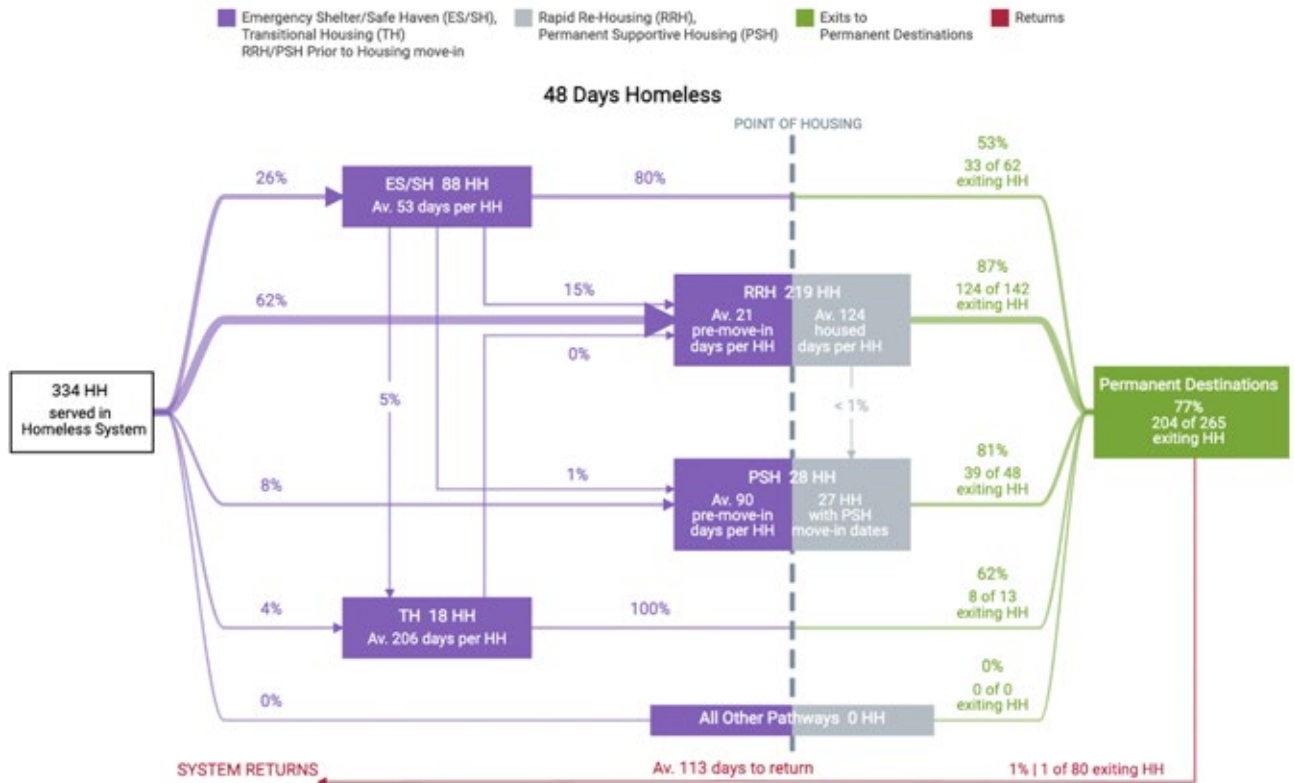 Emergency Shelter/Safe Haven (ES/SH),
Transitional Housing (TH)
RRH/PSH Prior to Housing move-in
Rapid Re-Housing (RRH),
Permanent Supportive Housing (PSH)
Exits to
Permanent Destinations
Returns
48 Days Homeless
POINT OF HOUSING
26%
ES/SH 88 HH
Av. 53 days per HH
80%
53%
33 of 62
exiting HH
62%
15%
RRH 219 HH
Av. 21
pre-move-in
days per HH
Av. 124
housed
days per HH
87%
124 of 142
exiting HH
0%
334 HH
served in
Homeless System
5%
< 1%
Permanent Destinations
77%
204 of 265
exiting HH
8%
1%
PSH 28 HH
Av. 90
pre-move-in
days per HH
27 HH
with PSH
move-in dates
81%
39 of 48
exiting HH
4%
TH 18 HH
Av. 206 days per HH
100%
62%
8 of 13
exiting HH
0%
All Other Pathways 0 HH
0%
0 of 0
exiting HH
SYSTEM RETURNS
Av. 113 days to return
1% | 1 of 80 exiting HH